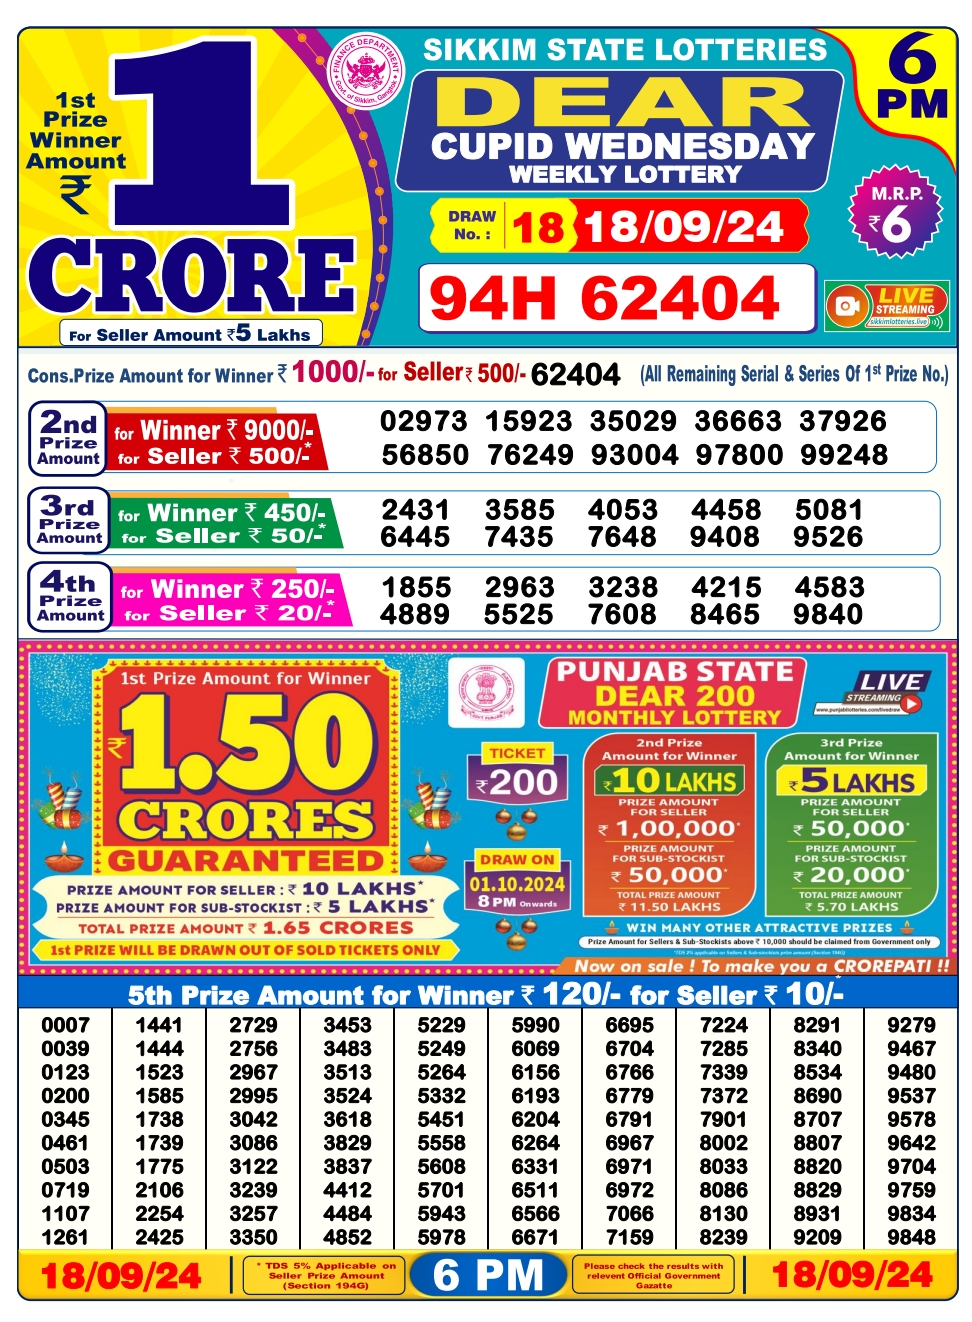 1st
Prize
Winner
Amount
₹
1
CRORE
For Seller Amount ₹5 Lakhs
FINANCE DEPARTMENT
Govt. of Sikkim, Gangtok
SIKKIM STATE LOTTERIES
DEAR
CUPID WEDNESDAY
WEEKLY LOTTERY
6
PM
DRAW
No. :
18
18/09/24
M.R.P.
₹6
94H 62404
LIVE
STREAMING
sikkimlotteries.live
Cons.Prize Amount for Winner ₹ 1000/- for Seller ₹ 500/- 62404 (All Remaining Serial & Series Of 1st Prize No.)
2nd
Prize
Amount
for Winner ₹ 9000/-
for Seller ₹ 500/-*
02973 15923 35029 36663 37926
56850 76249 93004 97800 99248
3rd
Prize
Amount
for Winner ₹ 450/-
for Seller ₹ 50/-*
2431 3585 4053 4458 5081
6445 7435 7648 9408 9526
4th
Prize
Amount
for Winner ₹ 250/-
for Seller ₹ 20/-*
1855 2963 3238 4215 4583
4889 5525 7608 8465 9840
1st Prize Amount for Winner
₹1.50
CRORES
GUARANTEED
PRIZE AMOUNT FOR SELLER : ₹ 10 LAKHS*
PRIZE AMOUNT FOR SUB-STOCKIST : ₹ 5 LAKHS*
TOTAL PRIZE AMOUNT ₹ 1.65 CRORES
1st PRIZE WILL BE DRAWN OUT OF SOLD TICKETS ONLY
PUNJAB STATE
DEAR 200
MONTHLY LOTTERY
LIVE
STREAMING
www.punjablotteries.com/livedraw
TICKET
₹200
DRAW ON
01.10.2024
8 PM Onwards
2nd Prize
Amount for Winner
₹10 LAKHS
PRIZE AMOUNT
FOR SELLER
₹ 1,00,000*
PRIZE AMOUNT
FOR SUB-STOCKIST
₹ 50,000*
TOTAL PRIZE AMOUNT
₹ 11.50 LAKHS
3rd Prize
Amount for Winner
₹5 LAKHS
PRIZE AMOUNT
FOR SELLER
₹ 50,000*
PRIZE AMOUNT
FOR SUB-STOCKIST
₹ 20,000*
TOTAL PRIZE AMOUNT
₹ 5.70 LAKHS
WIN MANY OTHER ATTRACTIVE PRIZES
Prize Amount for Sellers & Sub-Stockists above ₹ 10,000 should be claimed from Government only
*TDS 2% applicable on Sellers & Sub-stockists prize amount (Section 194G)
Now on sale ! To make you a CROREPATI !!
5th Prize Amount for Winner ₹ 120/- for Seller ₹ 10/-*
0007 1441 2729 3453 5229 5990 6695 7224 8291 9279
0039 1444 2756 3483 5249 6069 6704 7285 8340 9467
0123 1523 2967 3513 5264 6156 6766 7339 8534 9480
0200 1585 2995 3524 5332 6193 6779 7372 8690 9537
0345 1738 3042 3618 5451 6204 6791 7901 8707 9578
0461 1739 3086 3829 5558 6264 6967 8002 8807 9642
0503 1775 3122 3837 5608 6331 6971 8033 8820 9704
0719 2106 3239 4412 5701 6511 6972 8086 8829 9759
1107 2254 3257 4484 5943 6566 7066 8130 8931 9834
1261 2425 3350 4852 5978 6671 7159 8239 9209 9848
18/09/24
* TDS 5% Applicable on
Seller Prize Amount
(Section 194G)
6 PM
Please check the results with
relevent Official Government
Gazatte
18/09/24